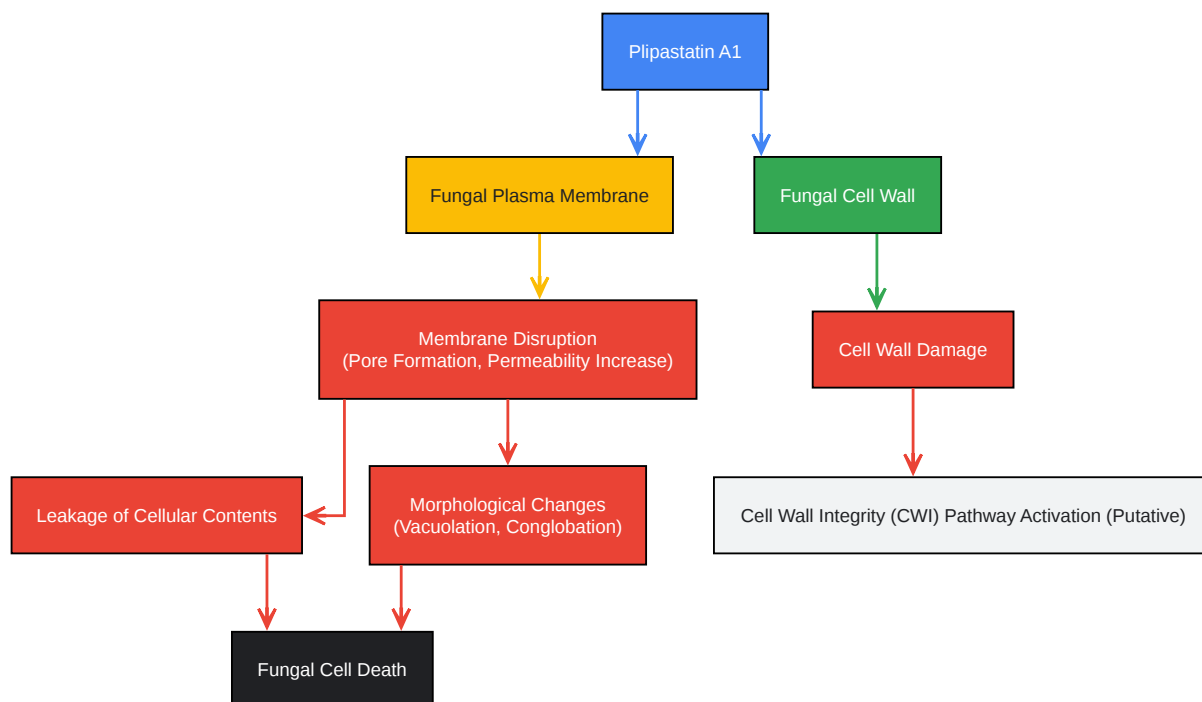 Plipastatin A1
Fungal Plasma Membrane
Fungal Cell Wall
Membrane Disruption
(Pore Formation, Permeability Increase)
Cell Wall Damage
Leakage of Cellular Contents
Morphological Changes
(Vacuolation, Conglobation)
Cell Wall Integrity (CWI) Pathway Activation (Putative)
Fungal Cell Death